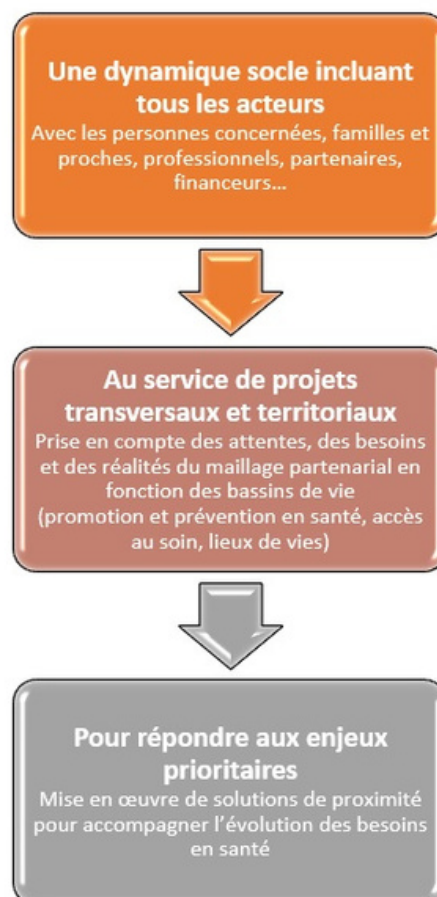 Une dynamique socle incluant
tous les acteurs
Avec les personnes concernées, familles et
proches, professionnels, partenaires,
financeurs...
Au service de projets
transversaux et territoriaux
Prise en compte des attentes, des besoins
et des réalités du maillage partenarial en
fonction des bassins de vie
(promotion et prévention en santé, accès
au soin, lieux de vies)
Pour répondre aux enjeux
prioritaires
Mise en œuvre de solutions de proximité
pour accompagner l'évolution des besoins
en santé